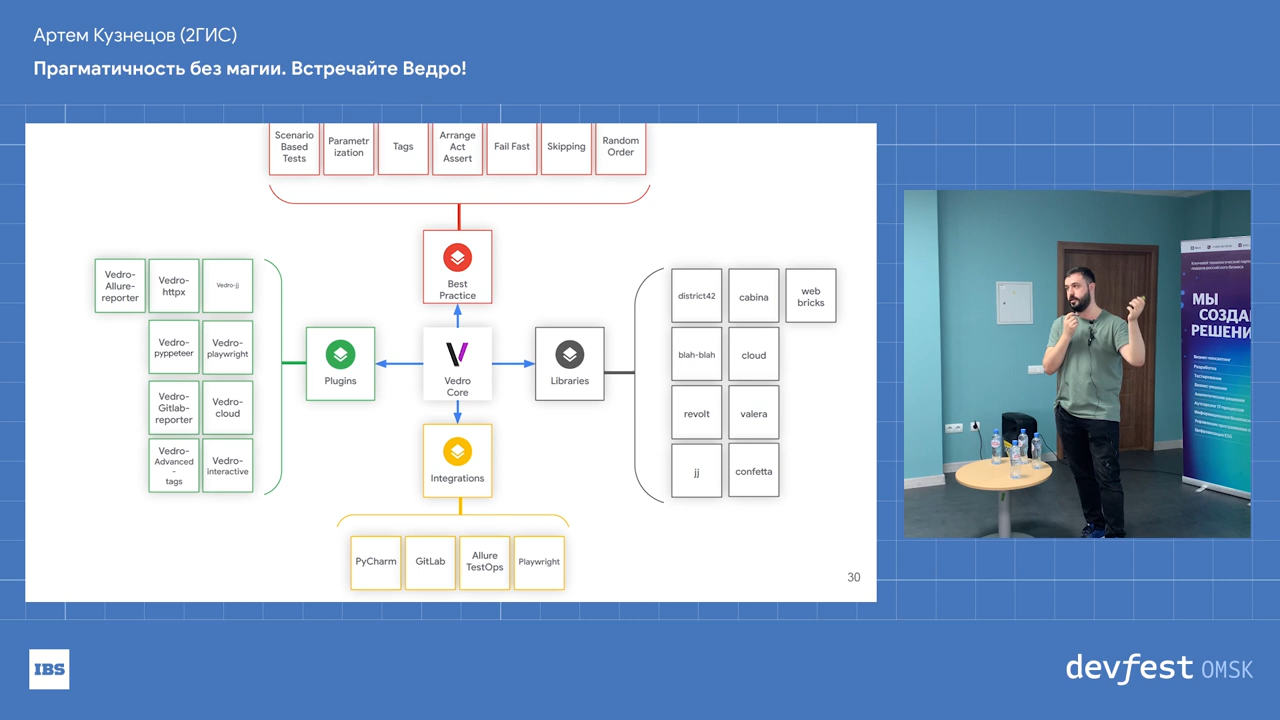 Артем Кузнецов (2ГИС)
Прагматичность без магии. Встречайте Ведро!
Scenario
Based
Tests
Parametr
ization
Tags
Arrange
Act
Assert
Fail Fast
Skipping
Random
Order
Best
Practice
Vedro-
Allure-
reporter
Vedro-
httpx
Vedro-jj
Vedro-
pyppeteer
Vedro-
playwright
Vedro-
Gitlab-
reporter
Vedro-
cloud
Vedro-
Advanced
-
tags
Vedro-
interactive
Plugins
Vedro
Core
Libraries
district42
cabina
web
bricks
blah-blah
cloud
revolt
valera
jj
confetta
Integrations
PyCharm
GitLab
Allure
TestOps
Playwright
30
МЫ
СОЗДА
РЕШЕНИ
IBS
devfest OMSK